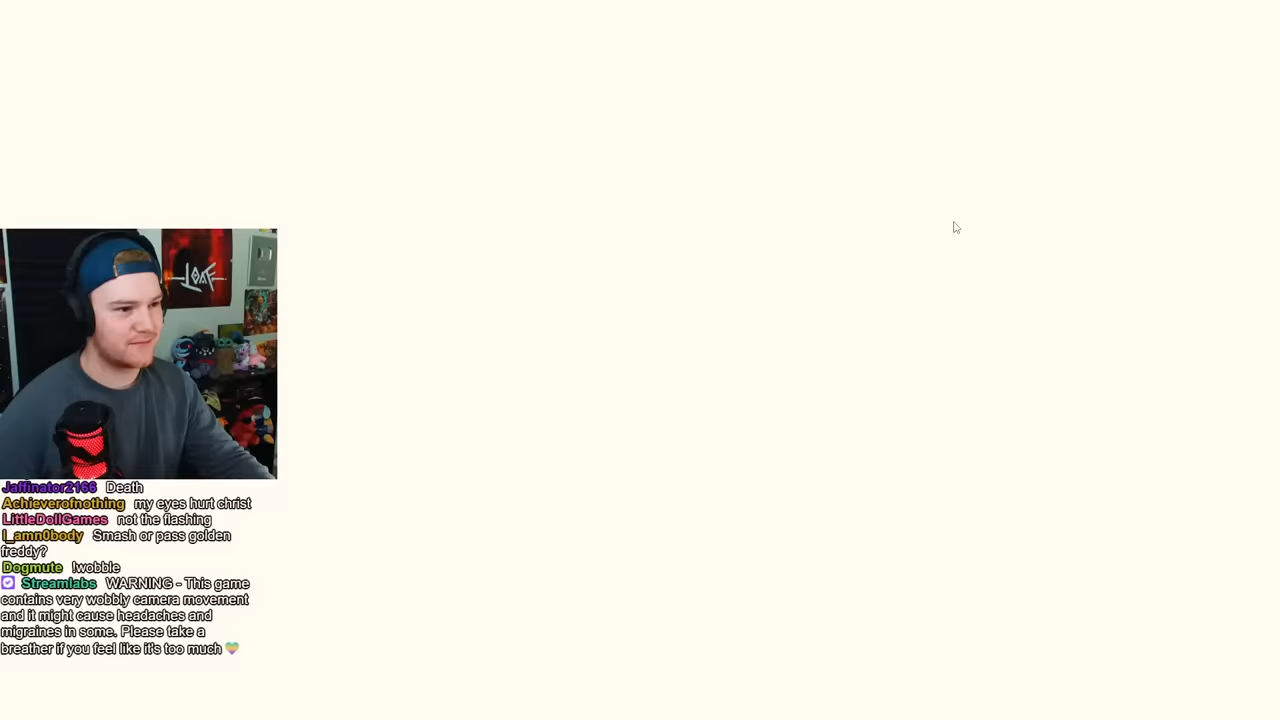 LOAF
Jaffinator2166 Death
Achieverofnothing my eyes hurt christ
LittleDollGames not the flashing
I_amn0body Smash or pass golden
freddy?
Dogmute !wobble
Streamlabs WARNING - This game
contains very wobbly camera movement
and it might cause headaches and
migraines in some. Please take a
breather if you feel like it's too much